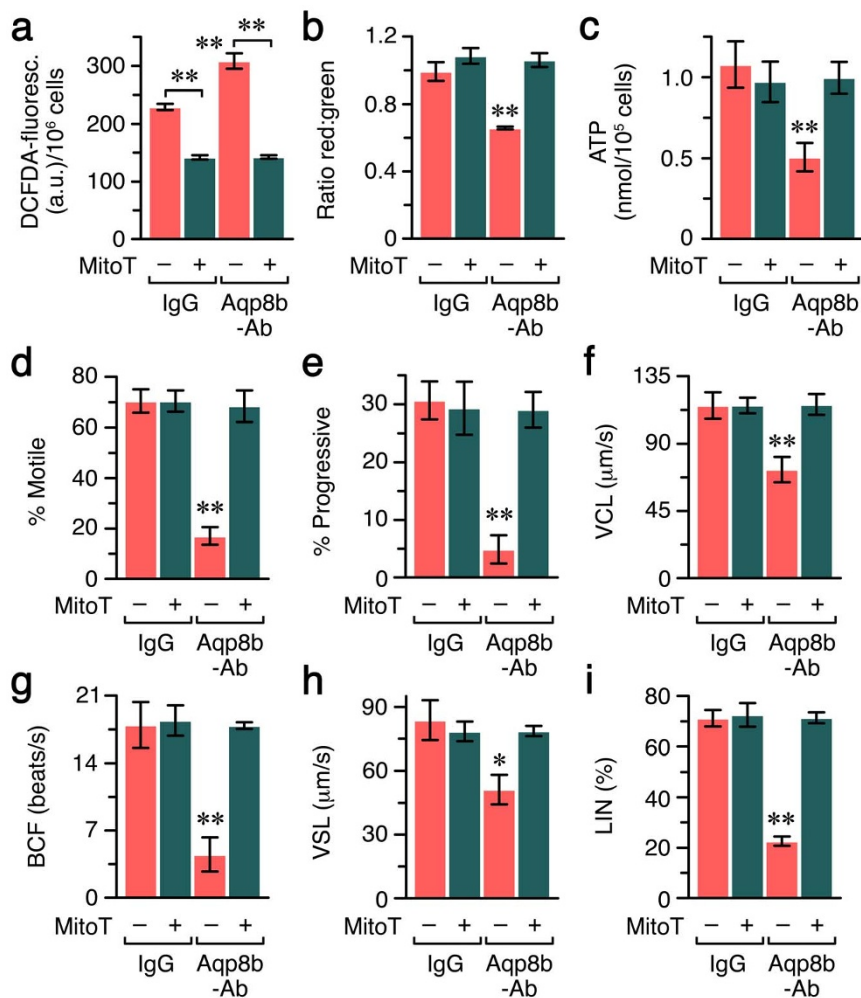 a
DCFDA-fluoresc.
(a.u.)/10⁶ cells
300
200
100
0
**
**
**
MitoT − + − +
IgG Aqp8b
-Ab
b
Ratio red:green
1.2
0.8
0.4
0
**
MitoT − + − +
IgG Aqp8b
-Ab
c
ATP
(nmol/10⁵ cells)
1.0
0.5
0
**
MitoT − + − +
IgG Aqp8b
-Ab
d
% Motile
80
60
40
20
0
**
MitoT − + − +
IgG Aqp8b
-Ab
e
% Progressive
30
20
10
0
**
MitoT − + − +
IgG Aqp8b
-Ab
f
VCL (μm/s)
135
90
45
0
**
MitoT − + − +
IgG Aqp8b
-Ab
g
BCF (beats/s)
21
14
7
0
**
MitoT − + − +
IgG Aqp8b
-Ab
h
VSL (μm/s)
90
60
30
0
*
MitoT − + − +
IgG Aqp8b
-Ab
i
LIN (%)
80
60
40
20
0
**
MitoT − + − +
IgG Aqp8b
-Ab